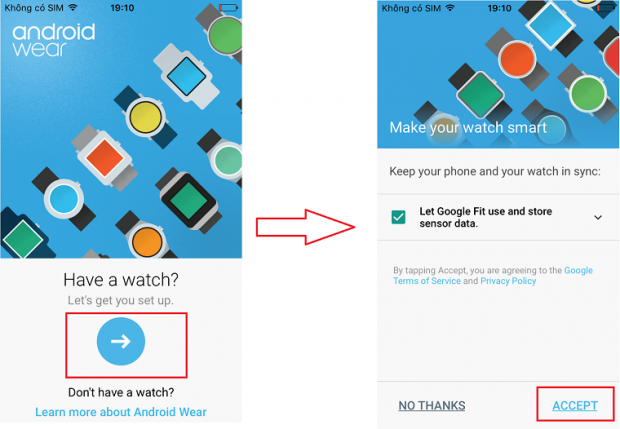 Không có SIM 19:10
android
wear
Have a watch?
Let's get you set up.
Don't have a watch?
Learn more about Android Wear
Không có SIM 19:10
Make your watch smart
Keep your phone and your watch in sync:
Let Google Fit use and store
sensor data.
By tapping Accept, you are agreeing to the Google
Terms of Service and Privacy Policy
NO THANKS ACCEPT